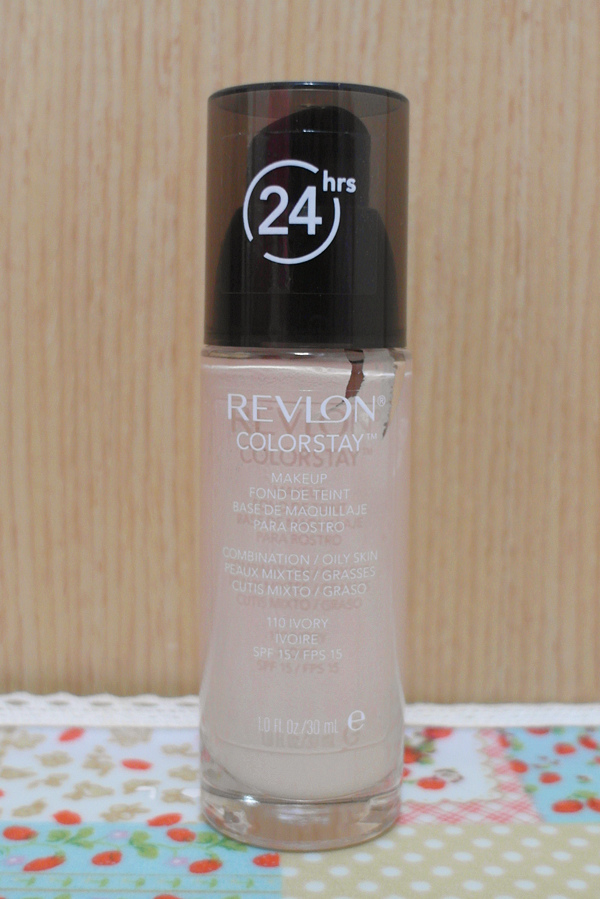 24 hrs
REVLON®
COLORSTAY™
MAKEUP
FOND DE TEINT
BASE DE MAQUILLAJE
PARA ROSTRO
COMBINATION / OILY SKIN
PEAUX MIXTES / GRASSES
CUTIS MIXTO / GRASO
110 IVORY
IVOIRE
SPF 15 / FPS 15
1.0 FL Oz/30 mL e